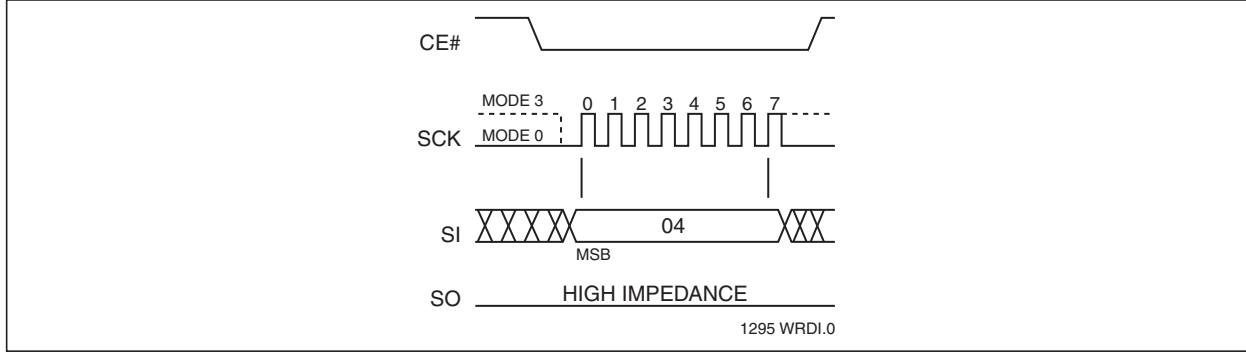 CE#
MODE 3
0 1 2 3 4 5 6 7
SCK
MODE 0
SI
04
MSB
SO
HIGH IMPEDANCE
1295 WRDI.0